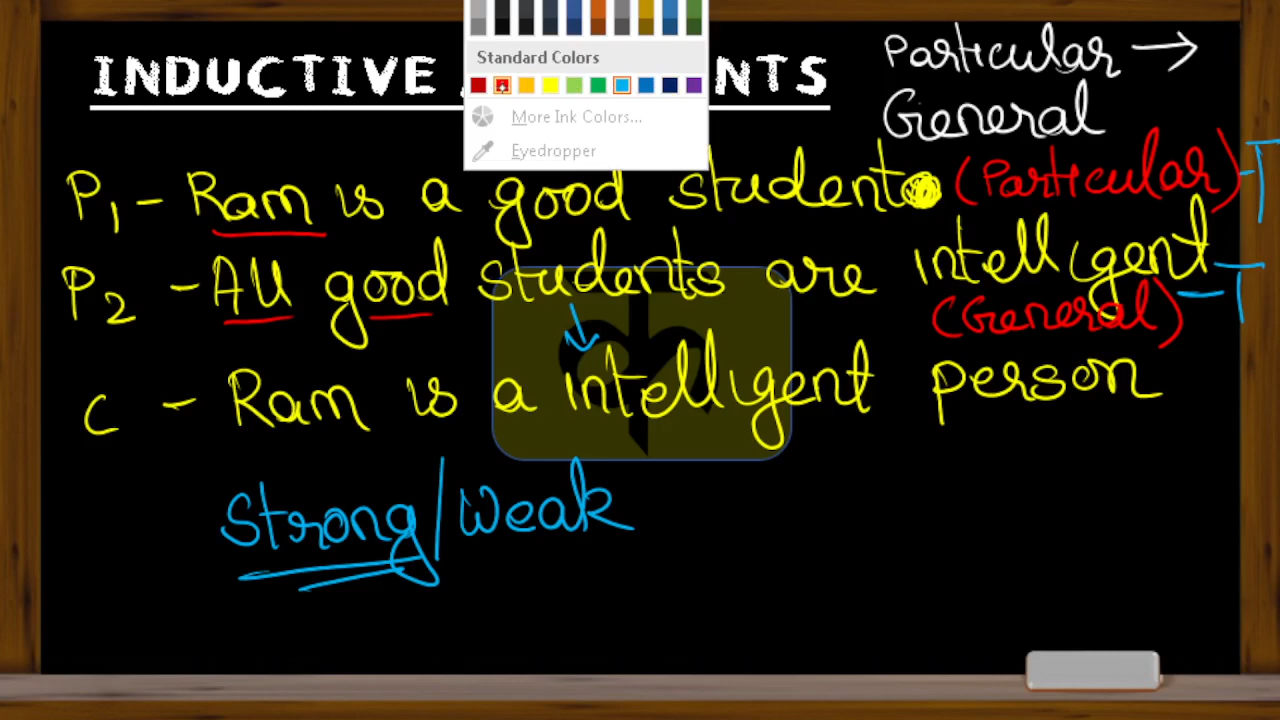 INDUCTIVE A NTS
Standard Colors
More Ink Colors...
Eyedropper
Particular →
General
P1 - Ram is a good student (Particular) - T
P2 - All good students are intelligent
(General) - T
C - Ram is a intelligent person
Strong/Weak